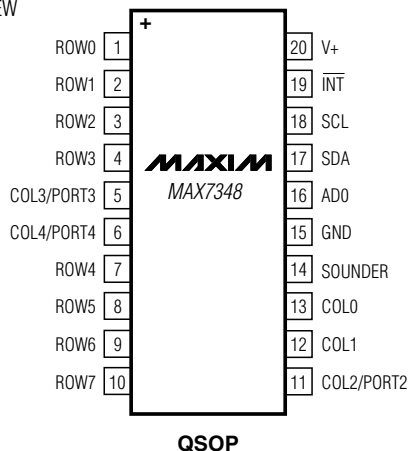 EW
+
ROW0 1
ROW1 2
ROW2 3
ROW3 4
COL3/PORT3 5
COL4/PORT4 6
ROW4 7
ROW5 8
ROW6 9
ROW7 10
MAXIM
MAX7348
20 V+
19 INT
18 SCL
17 SDA
16 AD0
15 GND
14 SOUNDER
13 COL0
12 COL1
11 COL2/PORT2
QSOP